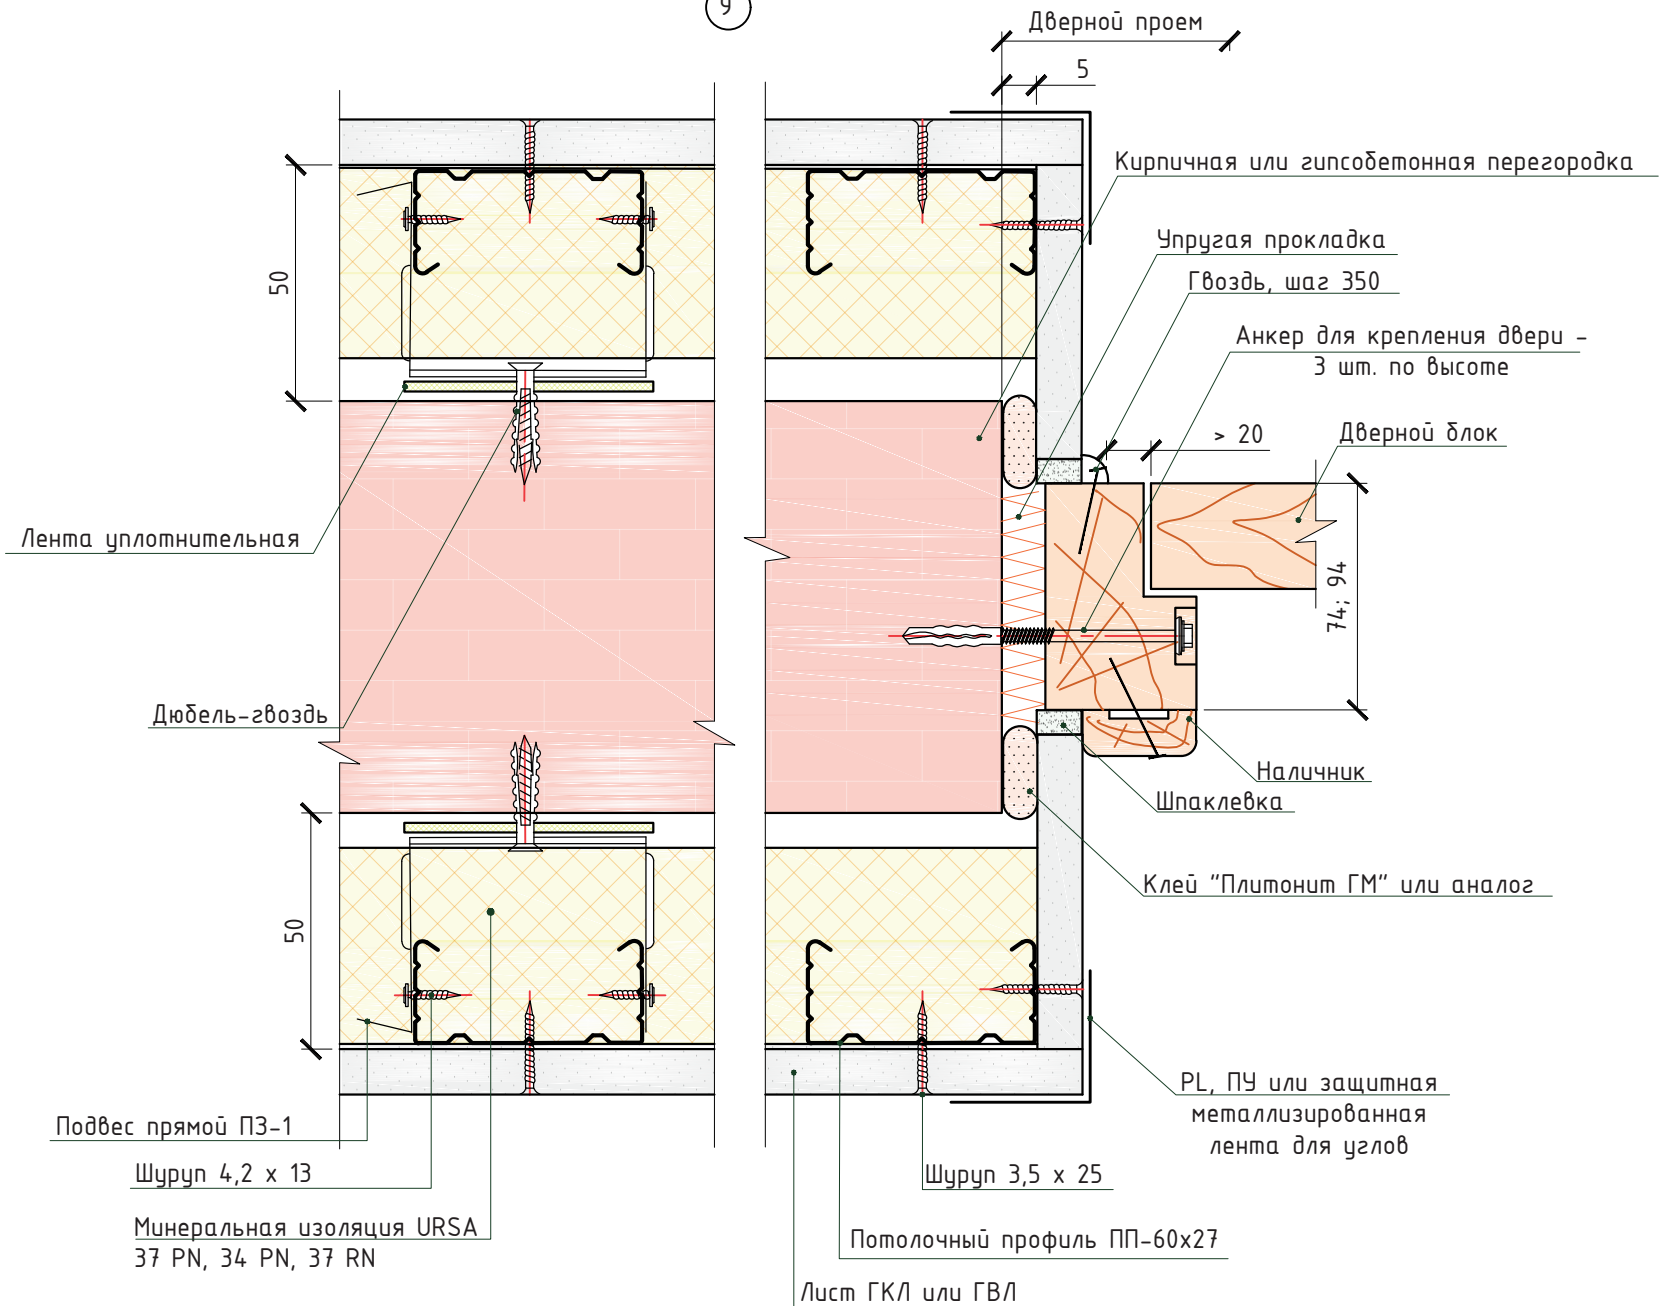 9
Дверной проем
5
Кирпичная или гипсобетонная перегородка
Упругая прокладка
Гвоздь, шаг 350
Анкер для крепления двери -
3 шт. по высоте
50
> 20
Дверной блок
Лента уплотнительная
74; 94
Дюбель-гвоздь
Наличник
Шпаклевка
Клей "Плитонит ГМ" или аналог
50
PL, ПУ или защитная
металлизированная
лента для углов
Подвес прямой ПЗ-1
Шуруп 4,2 х 13
Шуруп 3,5 х 25
Минеральная изоляция URSA
37 PN, 34 PN, 37 RN
Потолочный профиль ПП-60х27
Лист ГКЛ или ГВЛ